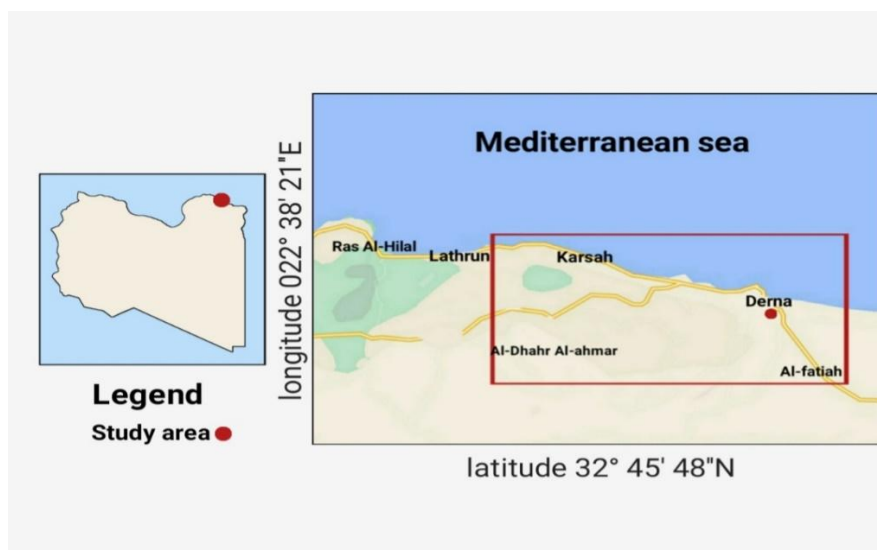 Mediterranean sea
Ras Al-Hilal
Lathrun
Karsah
Derna
Al-Dhahr Al-ahmar
Al-fatiah
longitude 022° 38' 21"E
latitude 32° 45' 48"N
Legend
Study area